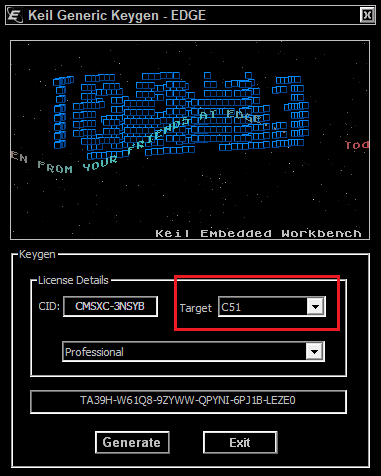 Keil Generic Keygen - EDGE
EN FROM YOUR FRIENDS AT EDGE.
Tod
Keil Embedded Workbench
Keygen
License Details
CID: CMSXC-3NSYB Target C51
Professional
TA39H-W61Q8-9ZYWW-QPYNI-6PJ1B-LEZE0
Generate Exit